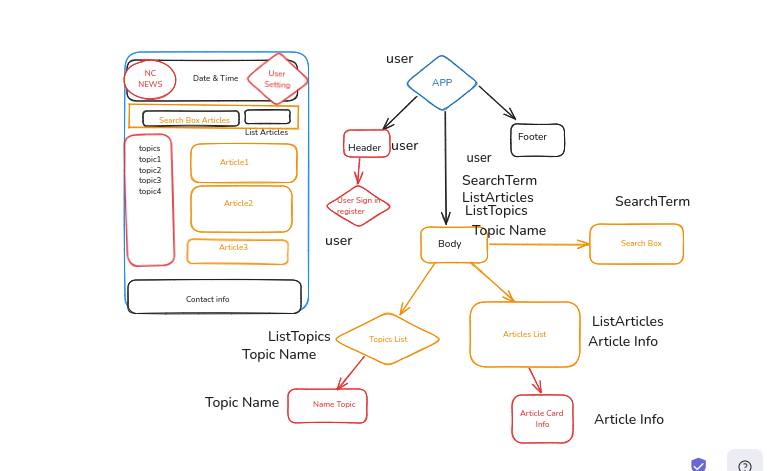 NC
NEWS
Date & Time
User
Setting
Search Box Articles
List Articles
topics
topic1
topic2
topic3
topic4
Article1
Article2
Article3
Contact info
user
APP
Header
user
Footer
User Sign in
register
user
user
SearchTerm
ListArticles
ListTopics
Topic Name
Body
SearchTerm
Search Box
ListTopics
Topic Name
Topics List
Articles List
ListArticles
Article Info
Topic Name
Name Topic
Article Card
Info
Article Info